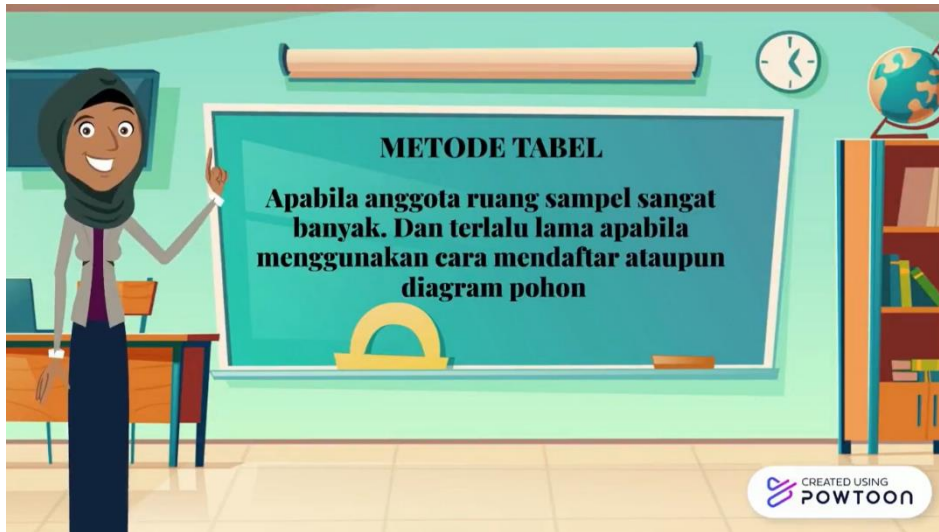 METODE TABEL
Apabila anggota ruang sampel sangat
banyak. Dan terlalu lama apabila
menggunakan cara mendaftar ataupun
diagram pohon
CREATED USING
POWTOON